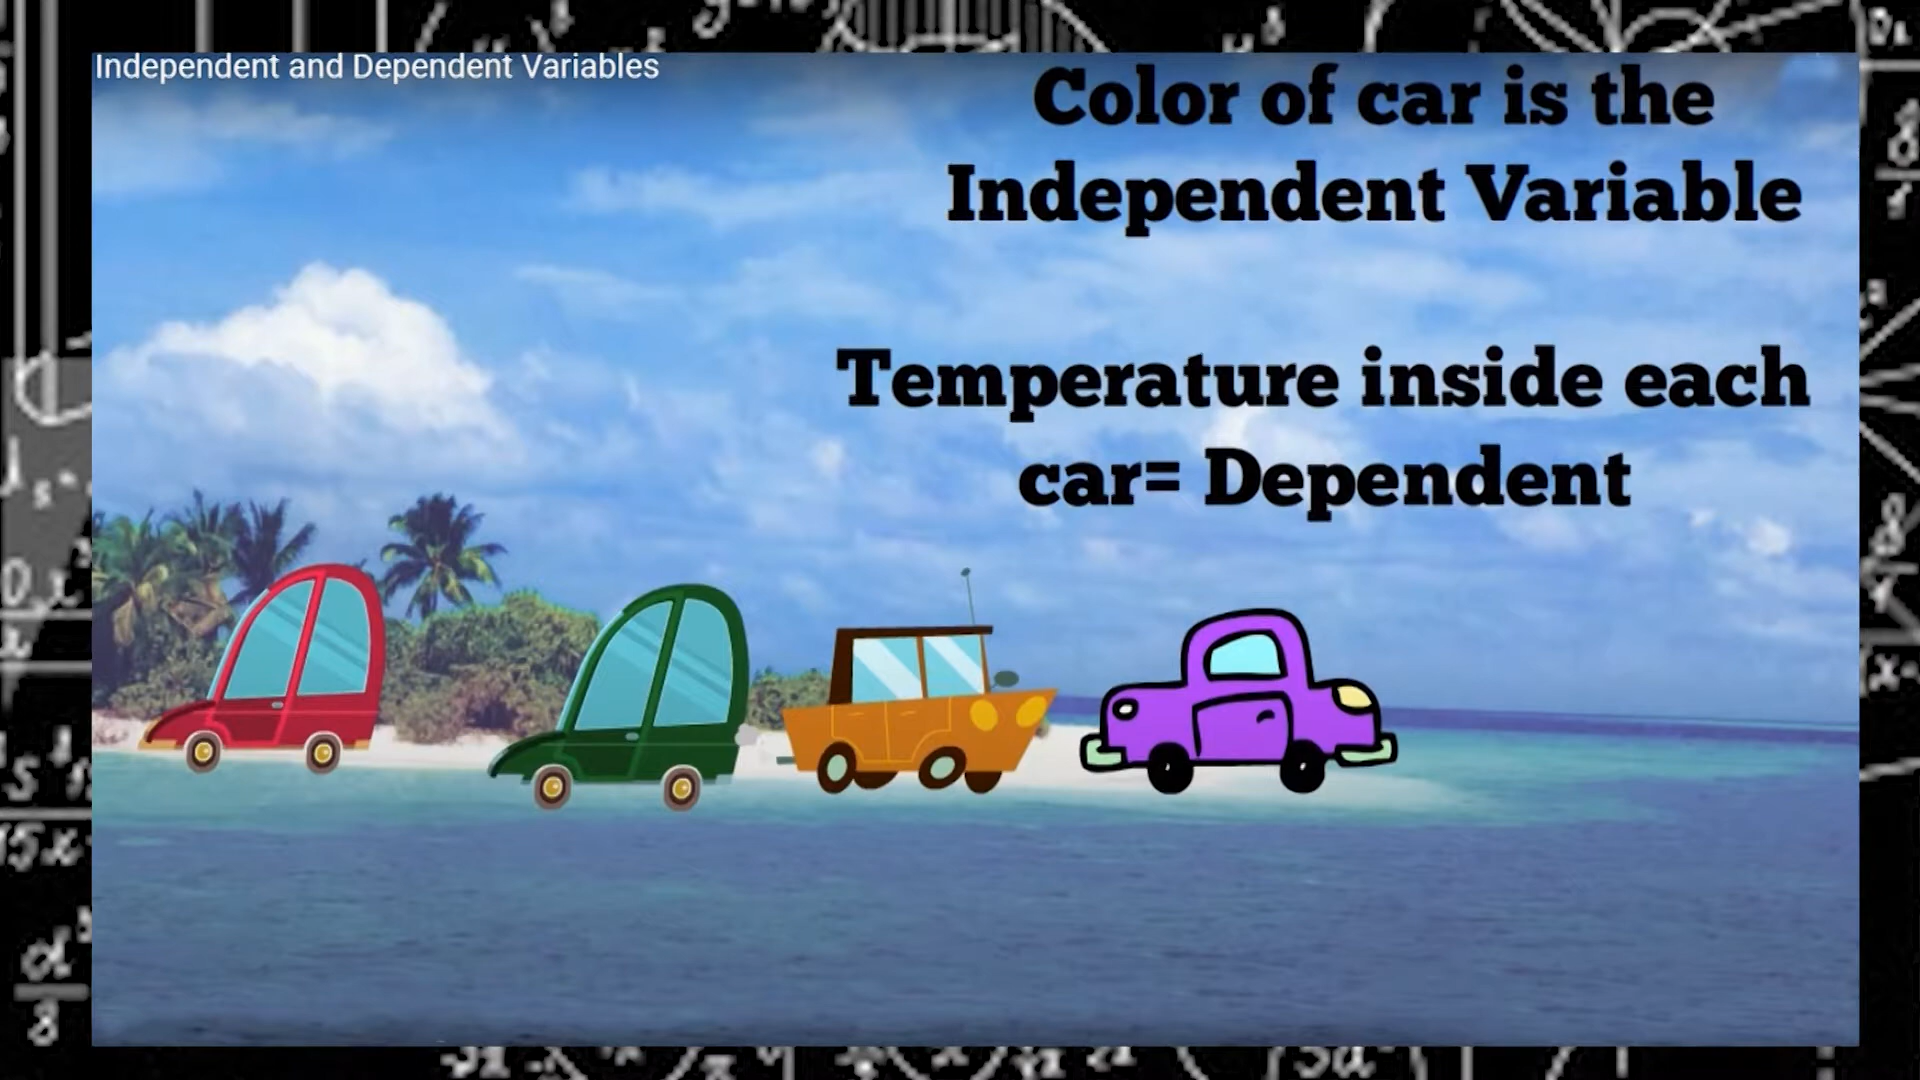 Independent and Dependent Variables
Color of car is the
Independent Variable
Temperature inside each
car= Dependent